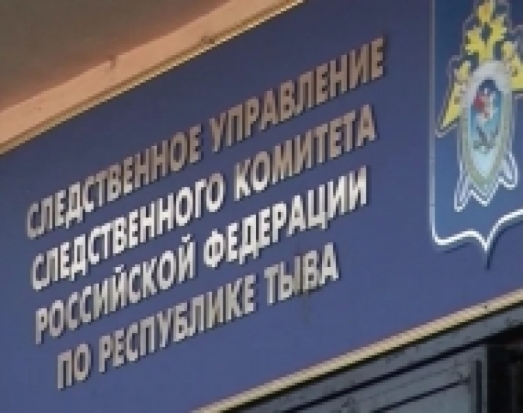 СЛЕДСТВЕННОЕ УПРАВЛЕНИЕ
СЛЕДСТВЕННОГО КОМИТЕТА
РОССИЙСКОЙ ФЕДЕРАЦИИ
ПО РЕСПУБЛИКЕ ТЫВА